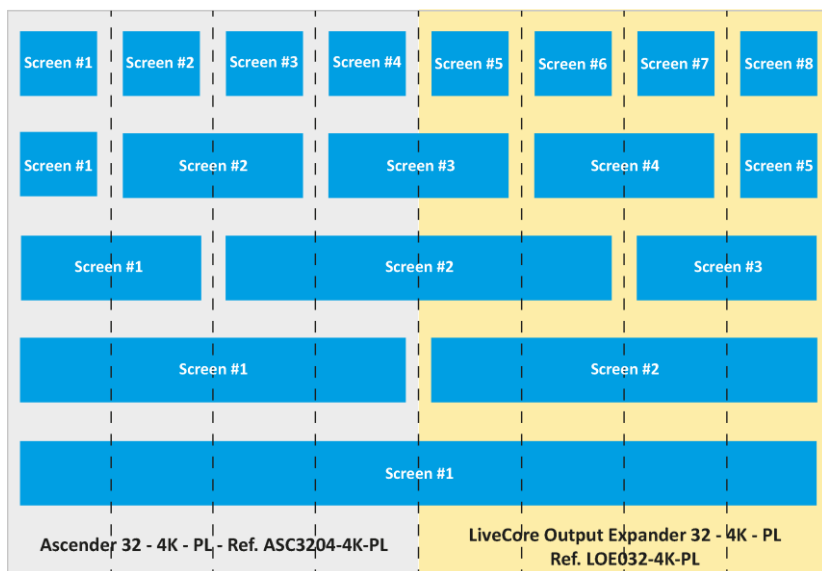 Screen #1 Screen #2 Screen #3 Screen #4 Screen #5 Screen #6 Screen #7 Screen #8
Screen #1 Screen #2 Screen #3 Screen #4 Screen #5
Screen #1 Screen #2 Screen #3
Screen #1 Screen #2
Screen #1
Ascender 32 - 4K - PL - Ref. ASC3204-4K-PL
LiveCore Output Expander 32 - 4K - PL
Ref. LOE032-4K-PL